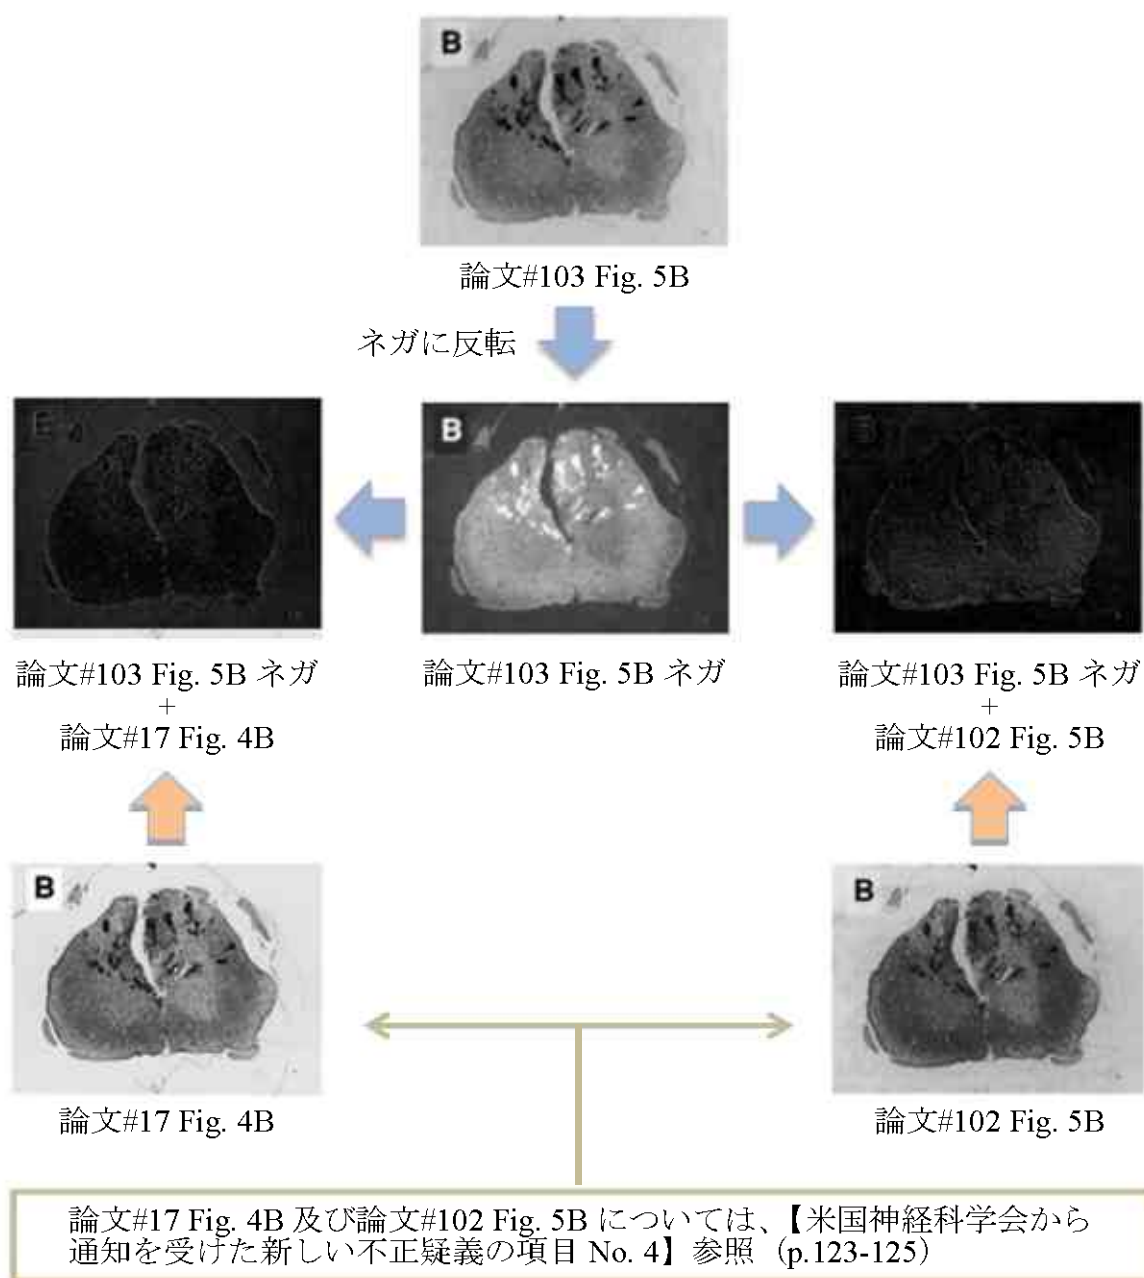 B
論文#103 Fig. 5B
ネガに反転
B
論文#103 Fig. 5B ネガ
+
論文#17 Fig. 4B
論文#103 Fig. 5B ネガ
論文#103 Fig. 5B ネガ
+
論文#102 Fig. 5B
B
論文#17 Fig. 4B
B
論文#102 Fig. 5B
論文#17 Fig. 4B 及び論文#102 Fig. 5B については、【米国神経科学会から
通知を受けた新しい不正疑義の項目 No. 4】参照（p.123-125）